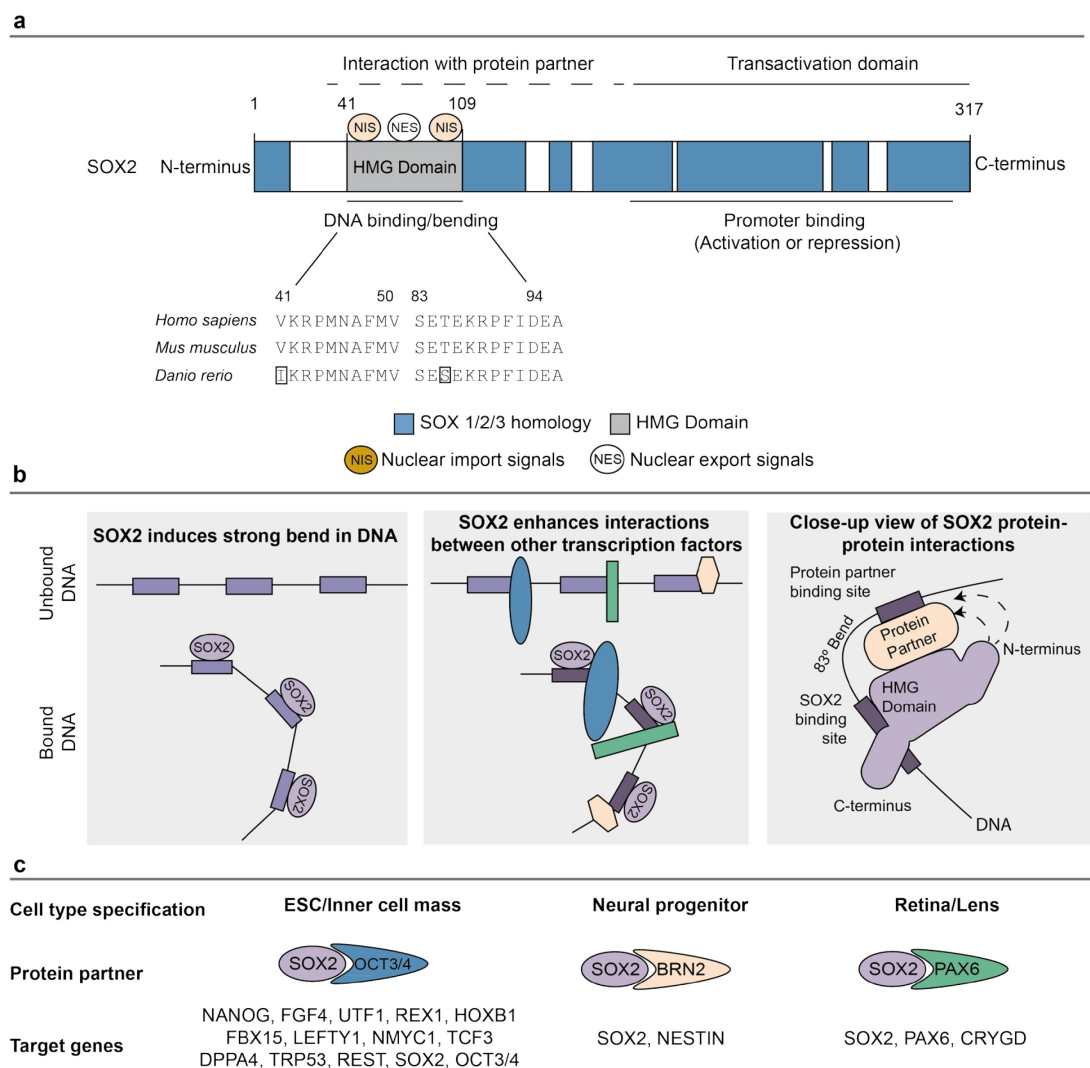 a
Interaction with protein partner
Transactivation domain
1
41
109
317
NIS
NES
NIS
SOX2
N-terminus
HMG Domain
C-terminus
DNA binding/bending
Promoter binding
(Activation or repression)
41 50 83 94
Homo sapiens VKRPMNAFMV SETEKRPFIDEA
Mus musculus VKRPMNAFMV SETEKRPFIDEA
Danio rerio IKRPMNAFMV SESEKRPFIDEA
SOX 1/2/3 homology
HMG Domain
NIS Nuclear import signals
NES Nuclear export signals
b
Unbound
DNA
Bound
DNA
SOX2 induces strong bend in DNA
SOX2
SOX2
SOX2
SOX2 enhances interactions
between other transcription factors
SOX2
SOX2
SOX2
Close-up view of SOX2 protein-
protein interactions
Protein partner
binding site
83º Bend
Protein
Partner
N-terminus
HMG
Domain
SOX2
binding
site
C-terminus
DNA
c
Cell type specification
ESC/Inner cell mass
Neural progenitor
Retina/Lens
Protein partner
SOX2 OCT3/4
SOX2 BRN2
SOX2 PAX6
Target genes
NANOG, FGF4, UTF1, REX1, HOXB1
FBX15, LEFTY1, NMYC1, TCF3
DPPA4, TRP53, REST, SOX2, OCT3/4
SOX2, NESTIN
SOX2, PAX6, CRYGD